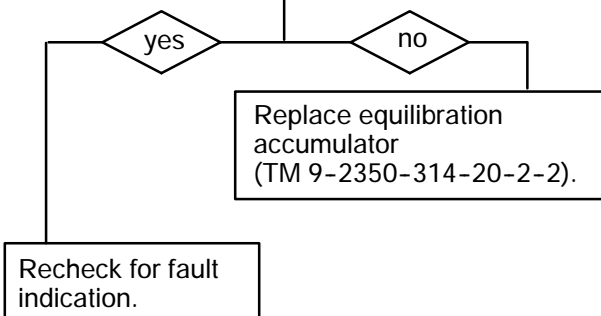 yes
no
Replace equilibration
accumulator
(TM 9-2350-314-20-2-2).
Recheck for fault
indication.